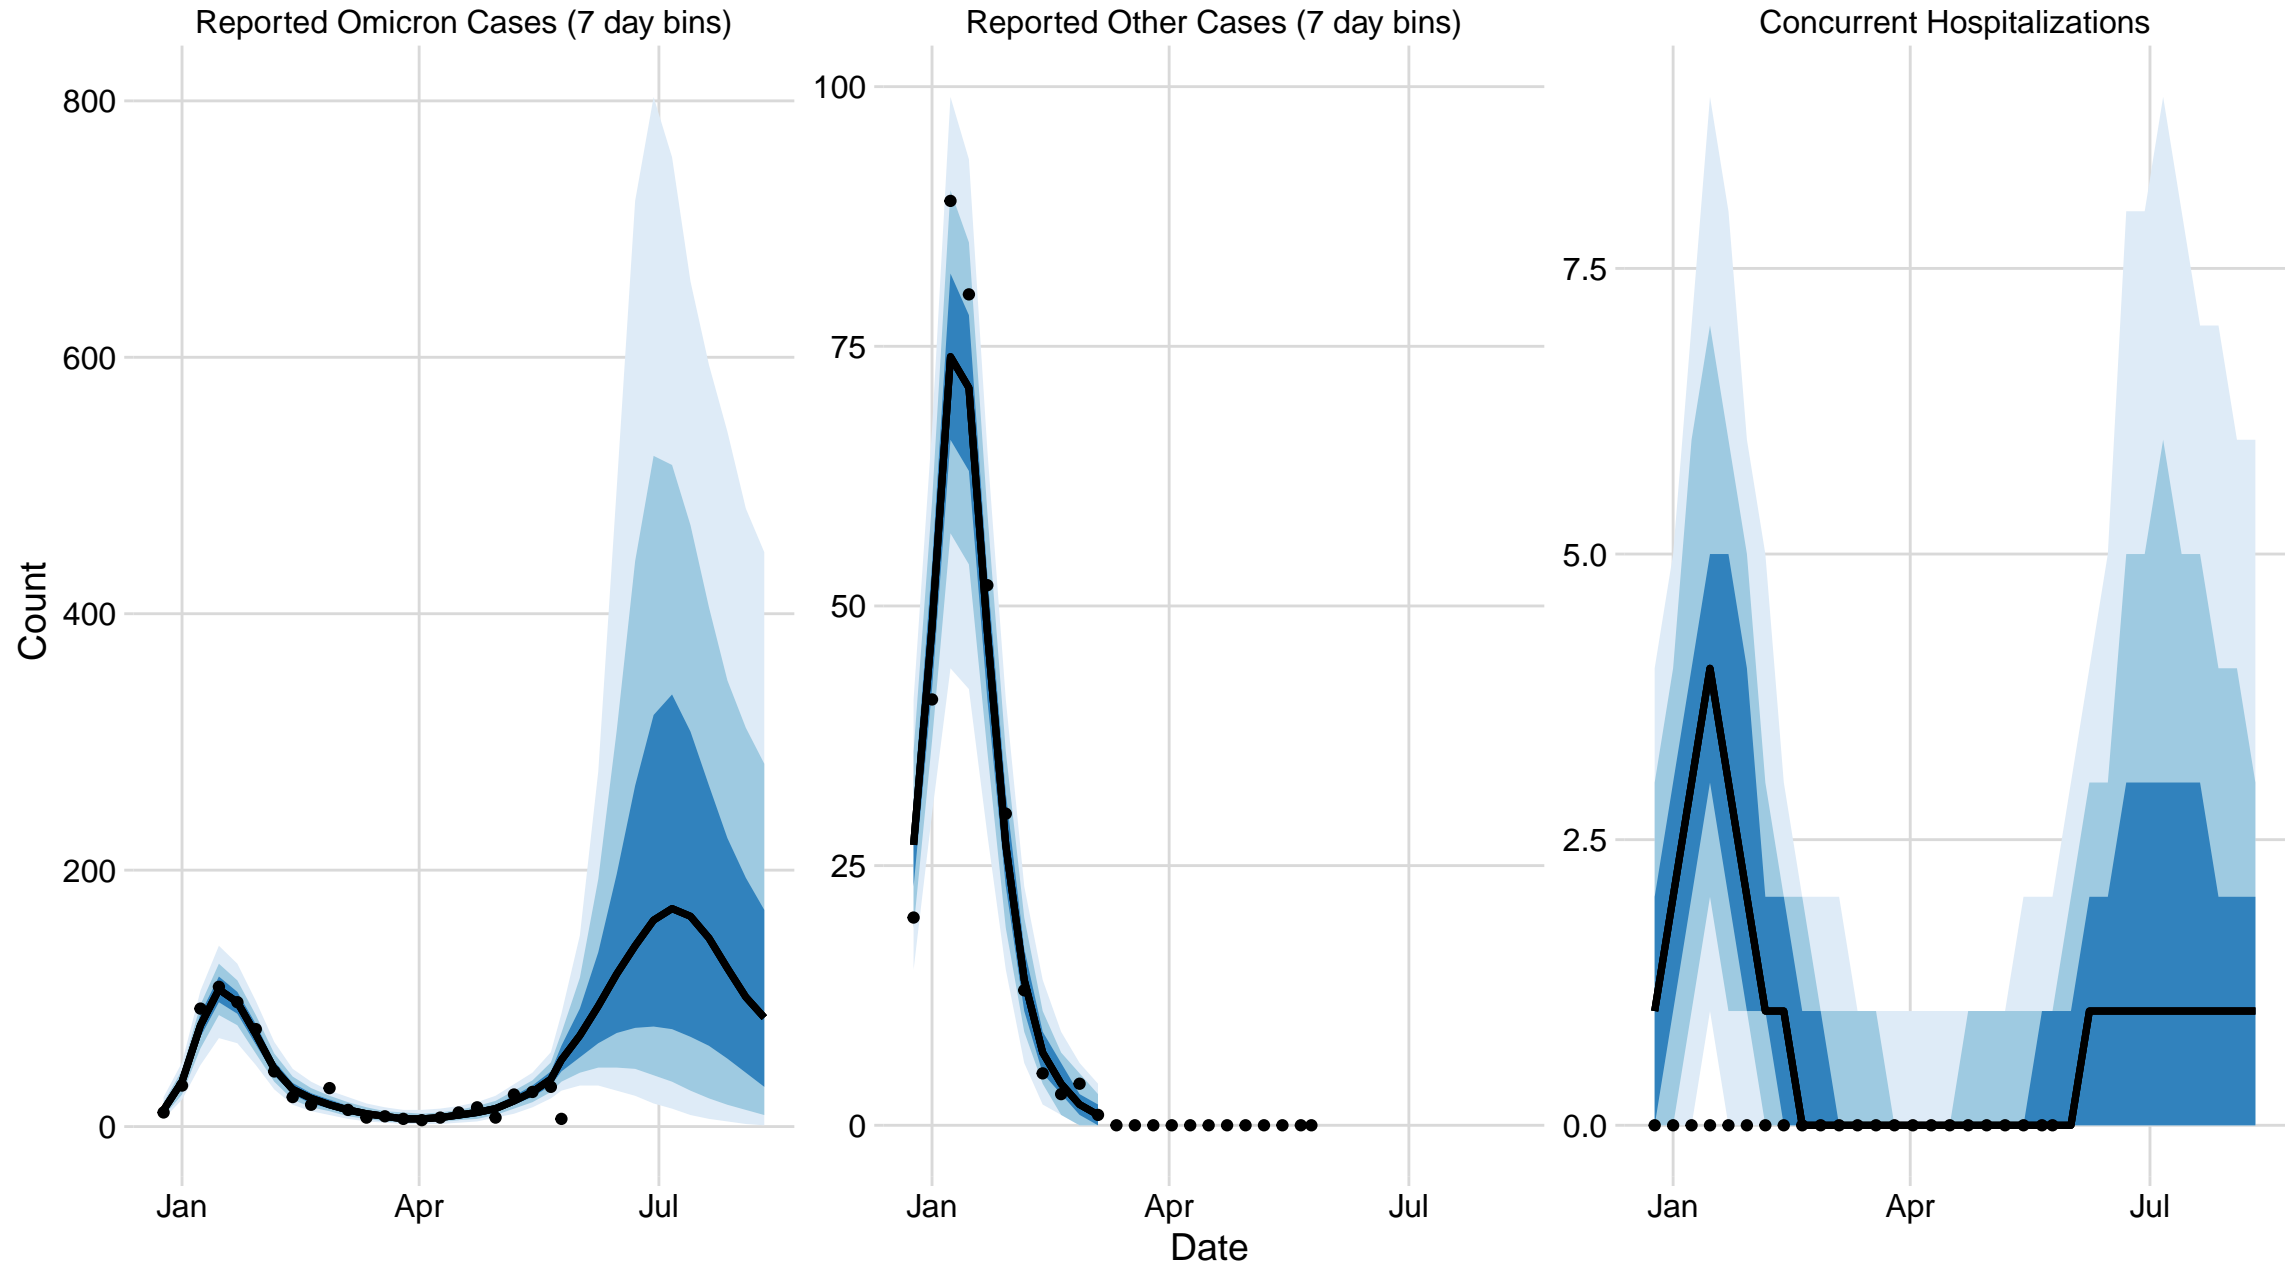 Reported Omicron Cases (7 day bins)
Reported Other Cases (7 day bins)
Concurrent Hospitalizations
Count
800
600
400
200
0
Jan
Apr
Jul
100
75
50
25
0
Jan
Apr
Jul
7.5
5.0
2.5
0.0
Jan
Apr
Jul
Date